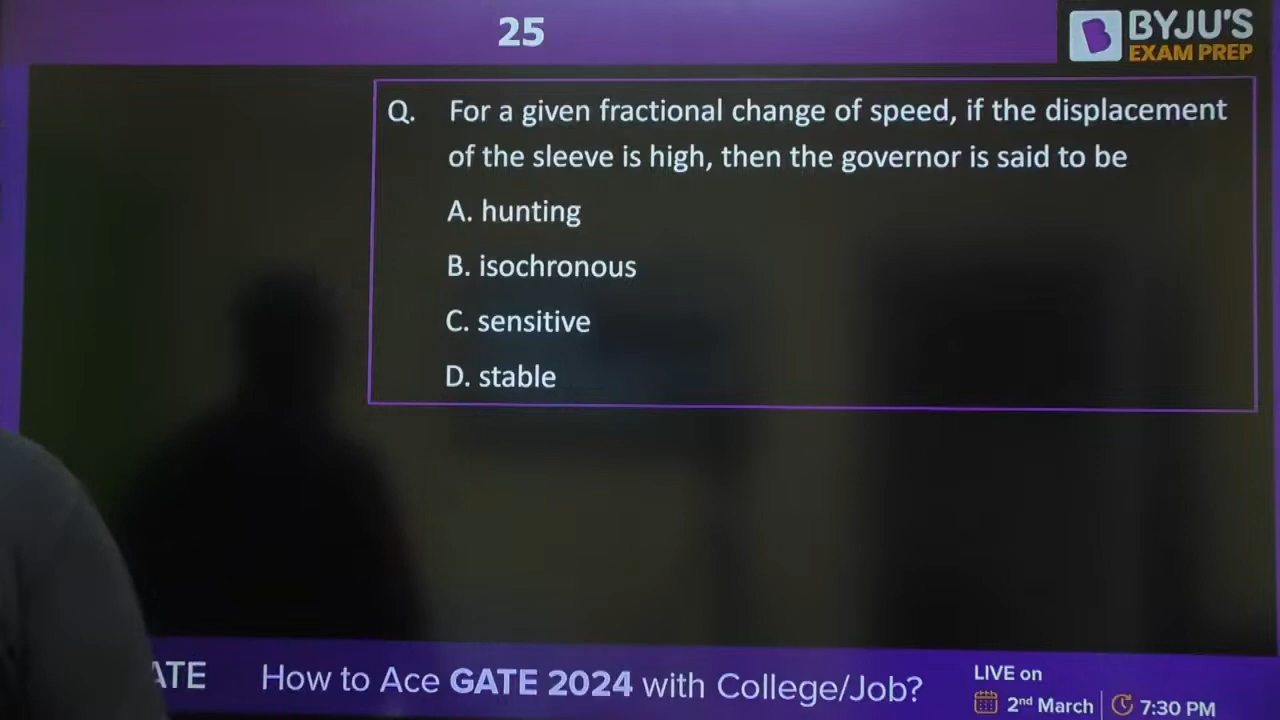 25
BYJU'S
EXAM PREP
Q. For a given fractional change of speed, if the displacement
of the sleeve is high, then the governor is said to be
A. hunting
B. isochronous
C. sensitive
D. stable
How to Ace GATE 2024 with College/Job?
LIVE on
2nd March
7:30 PM